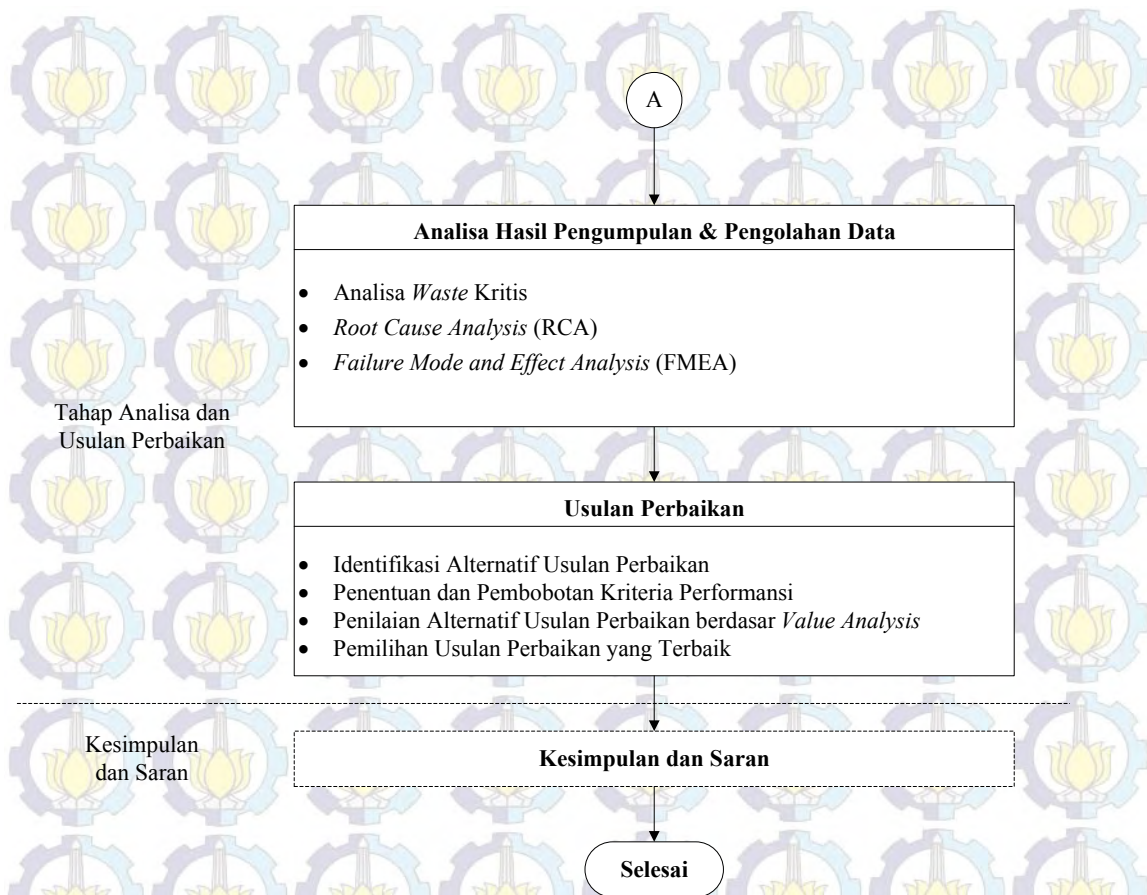 A
Analisa Hasil Pengumpulan & Pengolahan Data
• Analisa Waste Kritis
• Root Cause Analysis (RCA)
• Failure Mode and Effect Analysis (FMEA)
Tahap Analisa dan
Usulan Perbaikan
Usulan Perbaikan
• Identifikasi Alternatif Usulan Perbaikan
• Penentuan dan Pembobotan Kriteria Performansi
• Penilaian Alternatif Usulan Perbaikan berdasar Value Analysis
• Pemilihan Usulan Perbaikan yang Terbaik
Kesimpulan
dan Saran
Kesimpulan dan Saran
Selesai